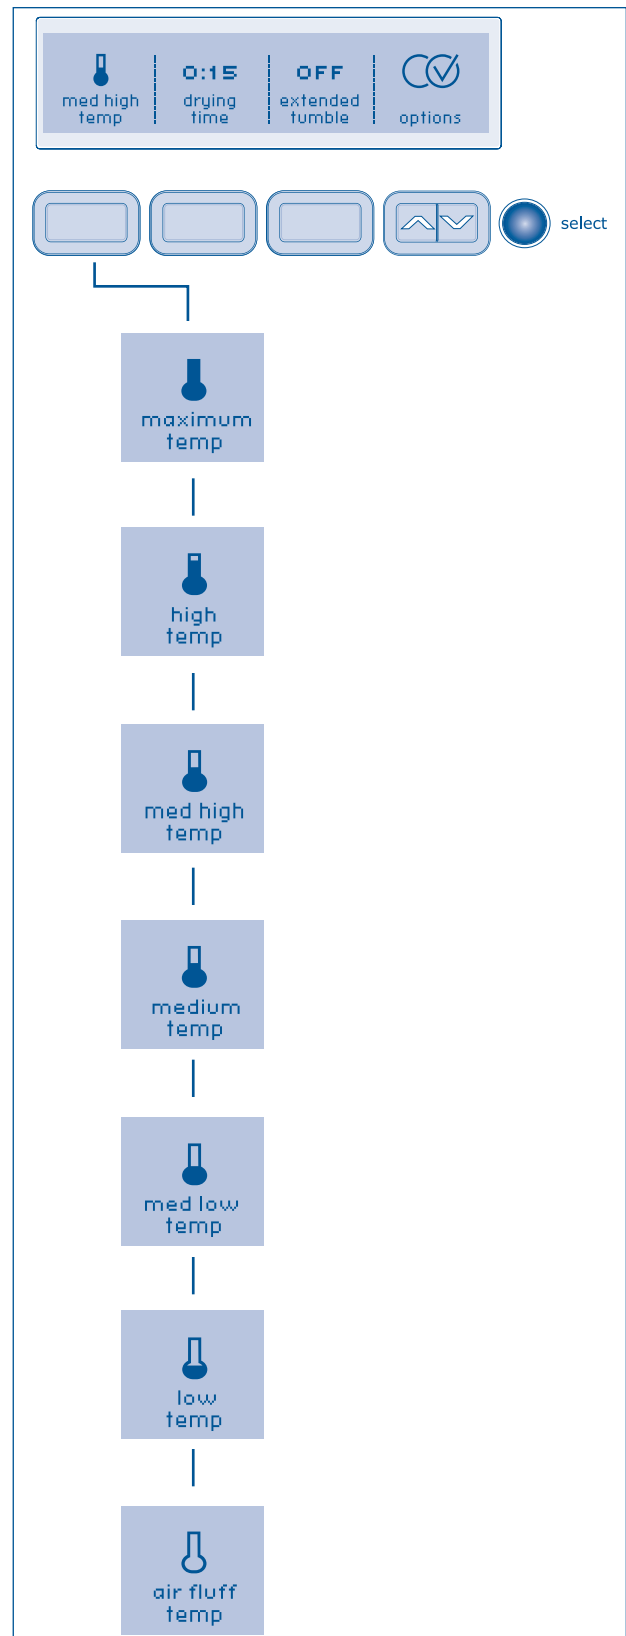 0:15 OFF
med high drying extended
temp time tumble options
select
maximum
temp
high
temp
med high
temp
medium
temp
med low
temp
low
temp
air fluff
temp